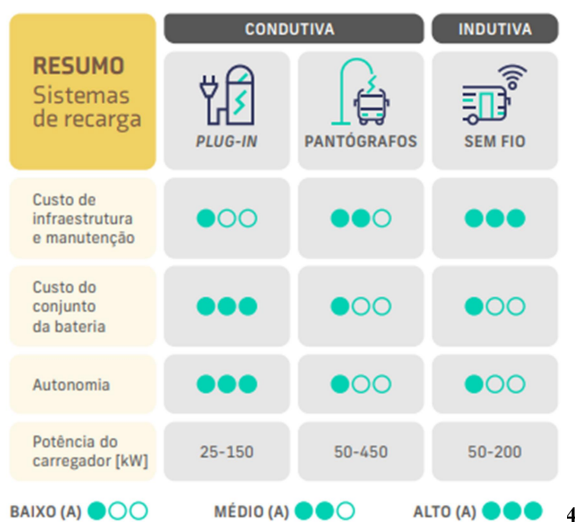 CONDUTIVA
INDUTIVA
RESUMO
Sistemas
de recarga
PLUG-IN
PANTÓGRAFOS
SEM FIO
Custo de
infraestrutura
e manutenção
Custo do
conjunto
da bateria
Autonomia
Potência do
carregador [kW]
25-150
50-450
50-200
BAIXO (A)
MÉDIO (A)
ALTO (A)
4